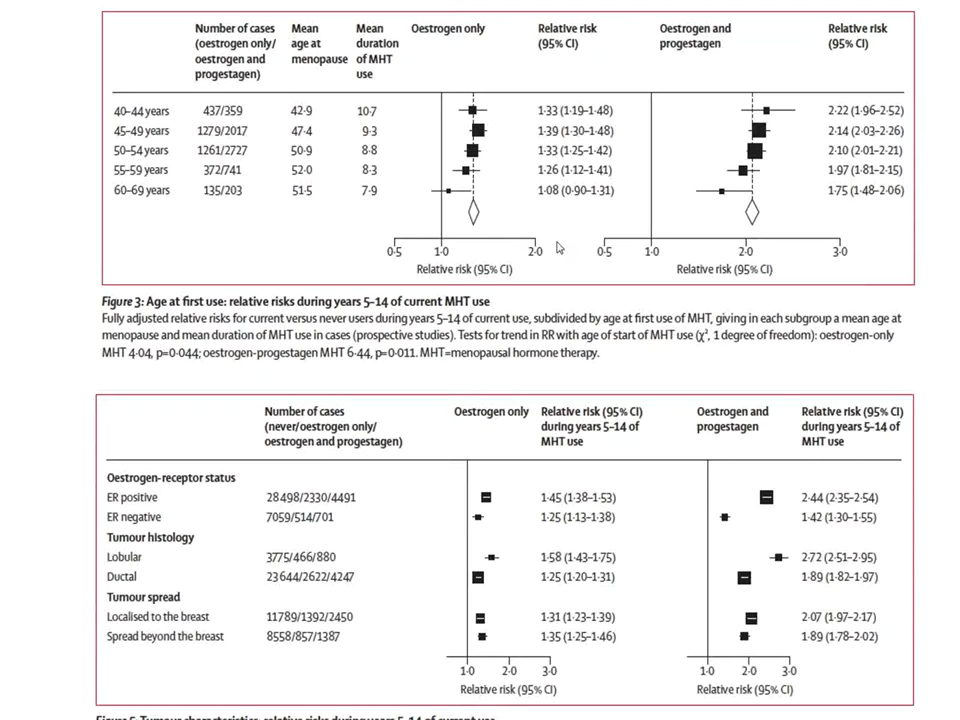 Number of cases Mean Mean Oestrogen only Relative risk Oestrogen and Relative risk
(oestrogen only/ age at duration (95% CI) progestagen (95% CI)
oestrogen and menopause of MHT
progestagen) use
40–44 years 437/359 42·9 10·7 1·33 (1·19–1·48) 2·22 (1·96–2·52)
45–49 years 1279/2017 47·4 9·3 1·39 (1·30–1·48) 2·14 (2·03–2·26)
50–54 years 1261/2727 50·9 8·8 1·33 (1·25–1·42) 2·10 (2·01–2·21)
55–59 years 372/741 52·0 8·3 1·26 (1·12–1·41) 1·97 (1·81–2·15)
60–69 years 135/203 51·5 7·9 1·08 (0·90–1·31) 1·75 (1·48–2·06)
0·5 1·0 2·0 0·5 1·0 2·0 3·0
Relative risk (95% CI) Relative risk (95% CI)
Figure 3: Age at first use: relative risks during years 5–14 of current MHT use
Fully adjusted relative risks for current versus never users during years 5–14 of current use, subdivided by age at first use of MHT, giving in each subgroup a mean age at
menopause and mean duration of MHT use in cases (prospective studies). Tests for trend in RR with age of start of MHT use (χ², 1 degree of freedom): oestrogen-only
MHT 4·04, p=0·044; oestrogen-progestagen MHT 6·44, p=0·011. MHT=menopausal hormone therapy.
Number of cases Oestrogen only Relative risk (95% CI) Oestrogen and Relative risk (95% CI)
(never/oestrogen only/ during years 5–14 of progestagen during years 5–14 of
oestrogen and progestagen) MHT use MHT use
Oestrogen-receptor status
ER positive 28498/2330/4491 1·45 (1·38–1·53) 2·44 (2·35–2·54)
ER negative 7059/514/701 1·25 (1·13–1·38) 1·42 (1·30–1·55)
Tumour histology
Lobular 3775/466/880 1·58 (1·43–1·75) 2·72 (2·51–2·95)
Ductal 23644/2622/4247 1·25 (1·20–1·31) 1·89 (1·82–1·97)
Tumour spread
Localised to the breast 11789/1392/2450 1·31 (1·23–1·39) 2·07 (1·97–2·17)
Spread beyond the breast 8558/857/1387 1·35 (1·25–1·46) 1·89 (1·78–2·02)
1·0 2·0 3·0 1·0 2·0 3·0
Relative risk (95% CI) Relative risk (95% CI)
Figure 5: Tumour characteristics: relative risks during years 5–14 of current use